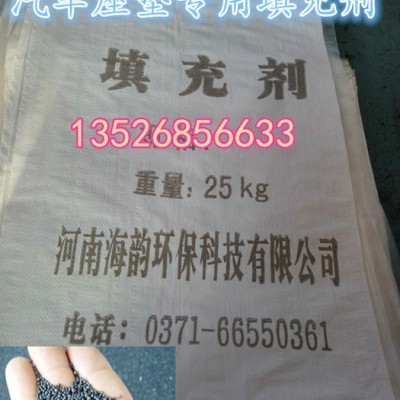 汽车座垫专用填充剂
填充剂
13526856633
重量：25kg
河南海韵环保科技有限公司
电话：0371-66550361